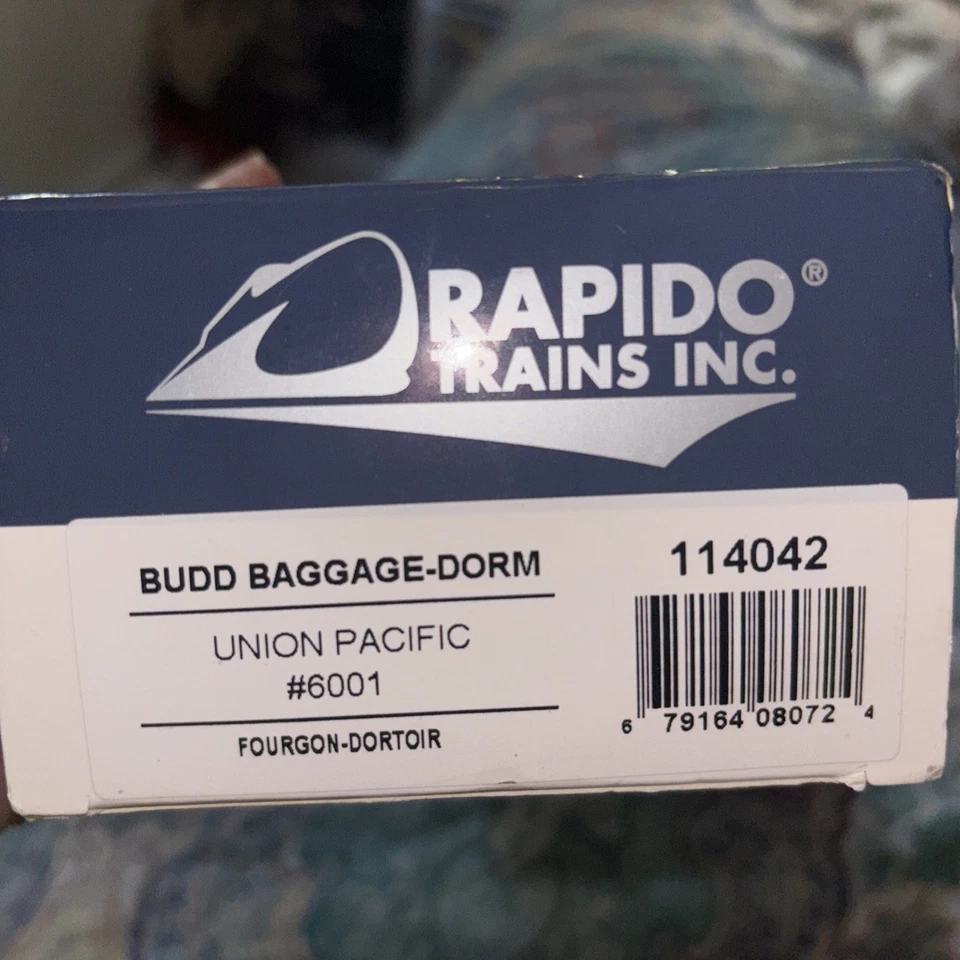 RAPIDO®
TRAINS INC.
BUDD BAGGAGE-DORM
UNION PACIFIC
#6001
FOURGON-DORTOIR
114042
6 79164 08072 4